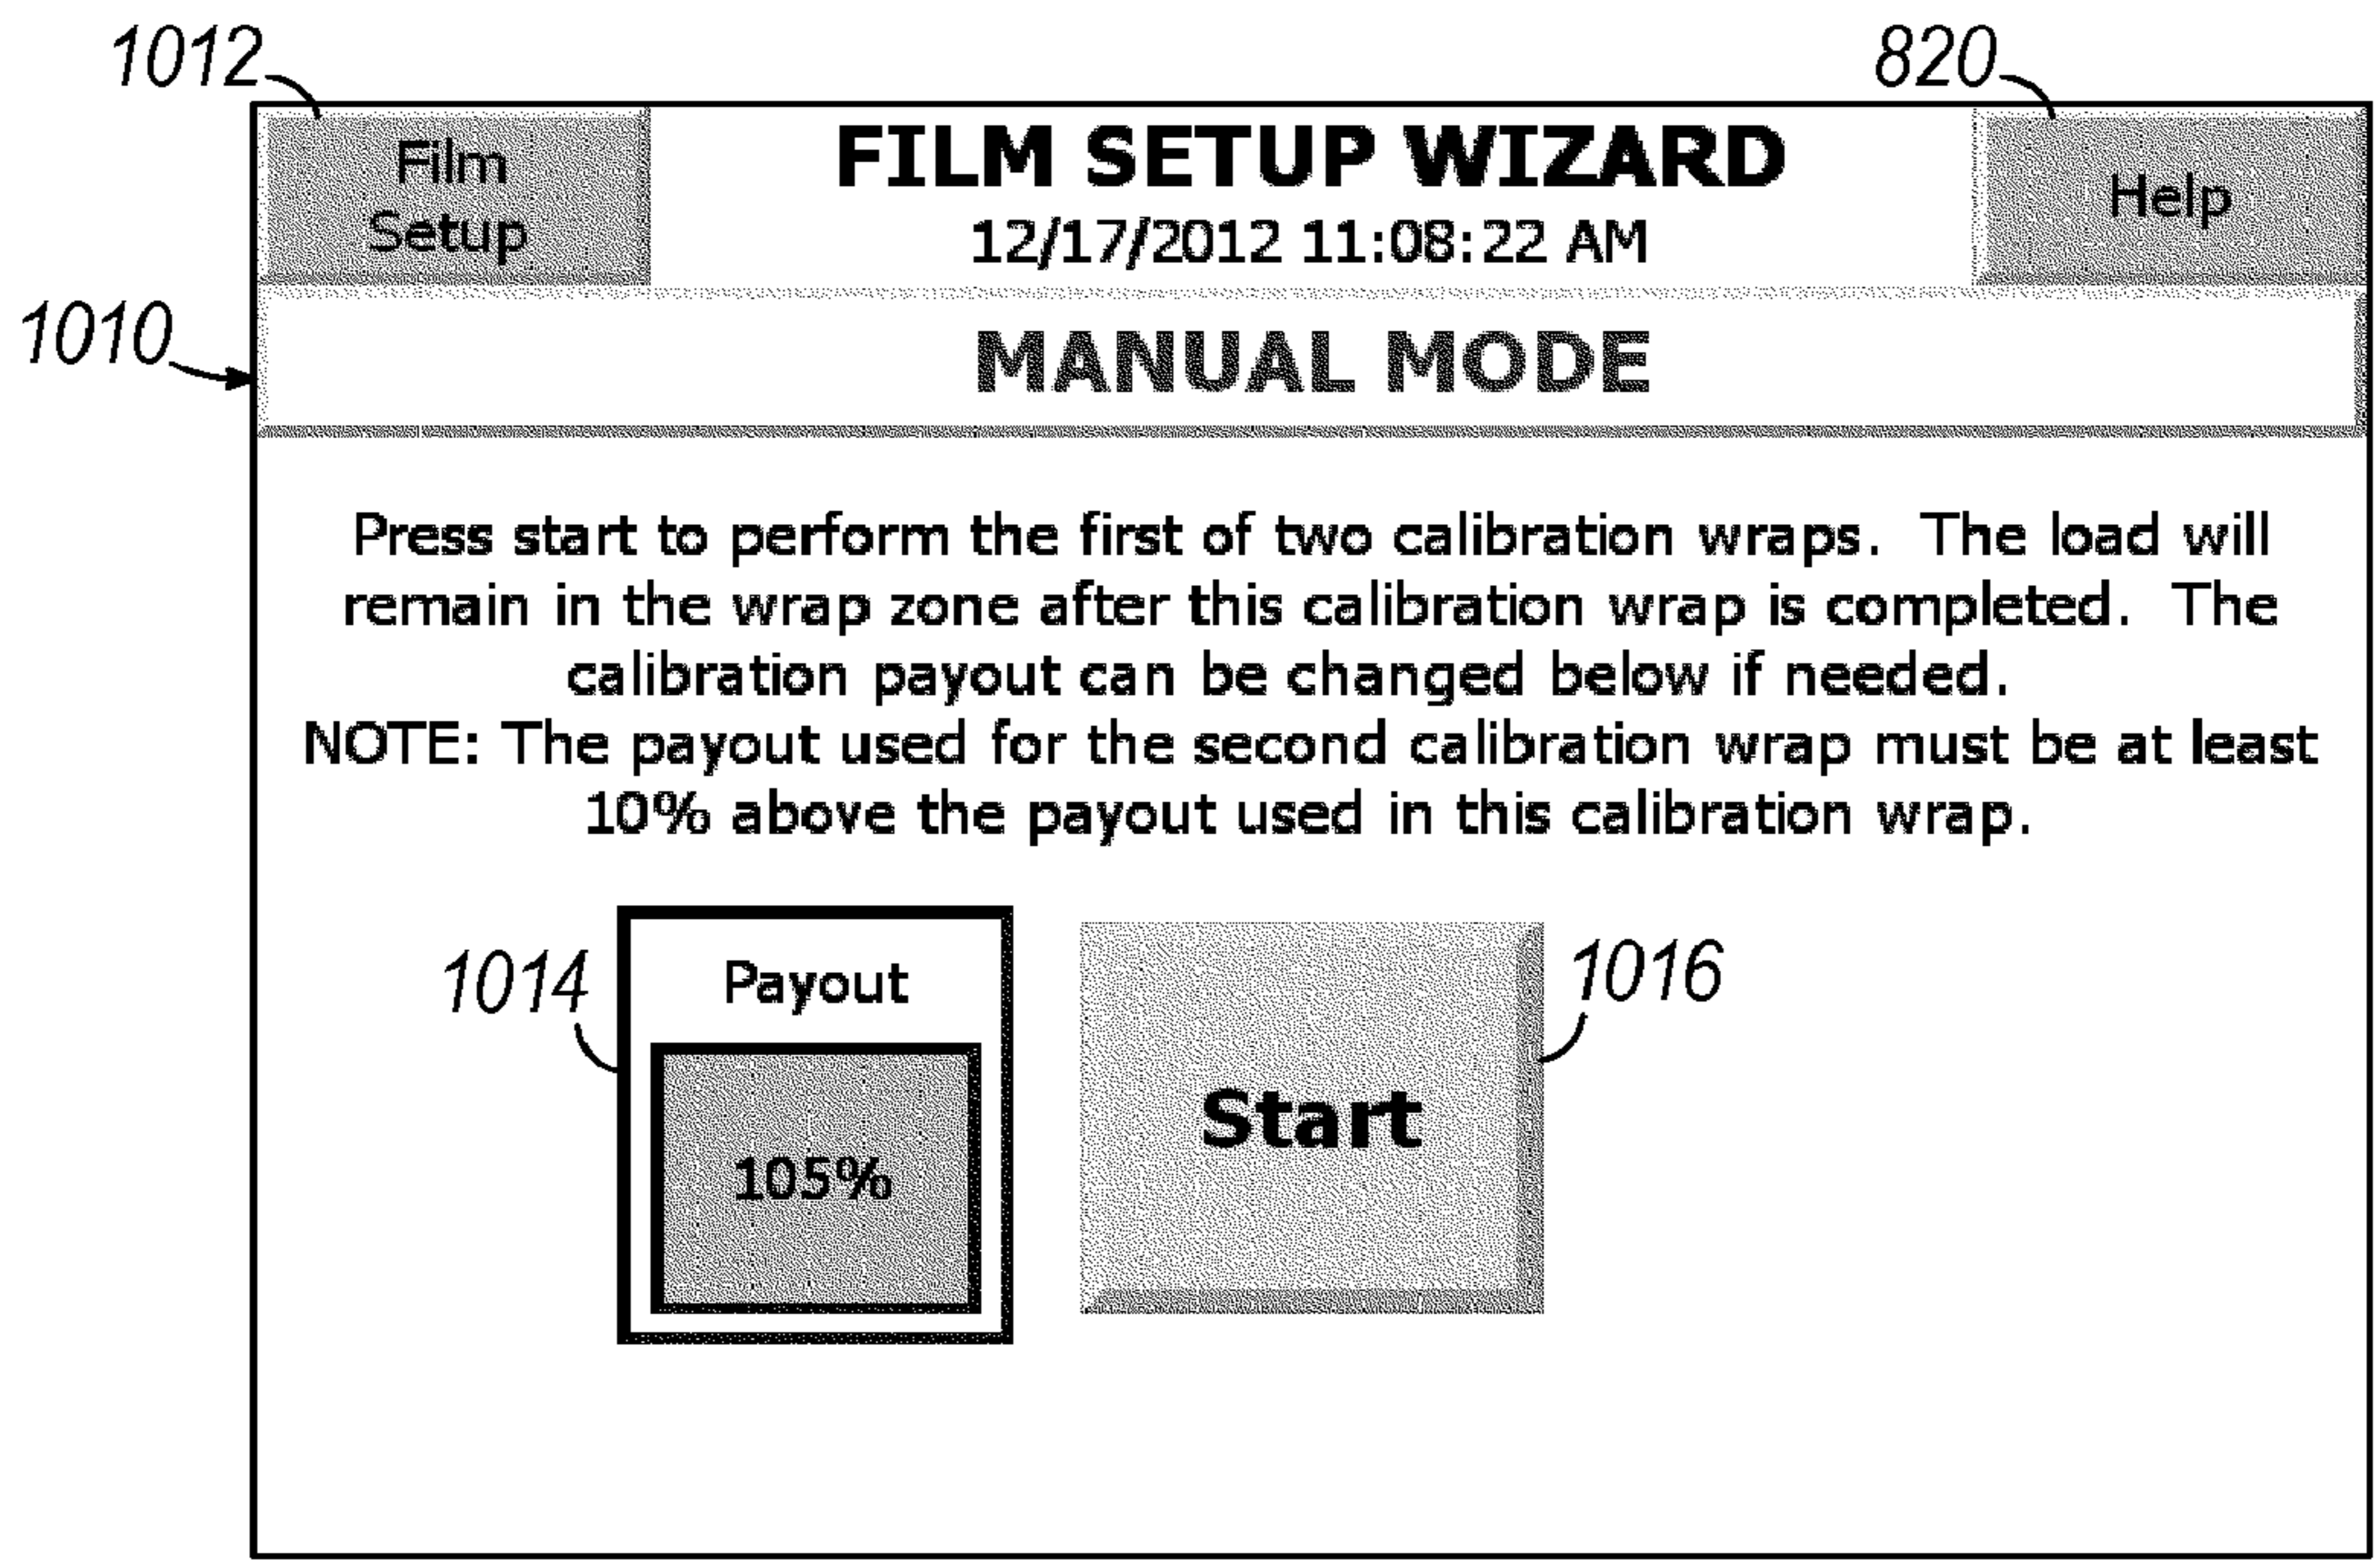 1012
820
Film
Setup
FILM SETUP WIZARD
12/17/2012 11:08:22 AM
Help
1010
MANUAL MODE
Press start to perform the first of two calibration wraps. The load will
remain in the wrap zone after this calibration wrap is completed. The
calibration payout can be changed below if needed.
NOTE: The payout used for the second calibration wrap must be at least
10% above the payout used in this calibration wrap.
1014
Payout
105%
Start
1016